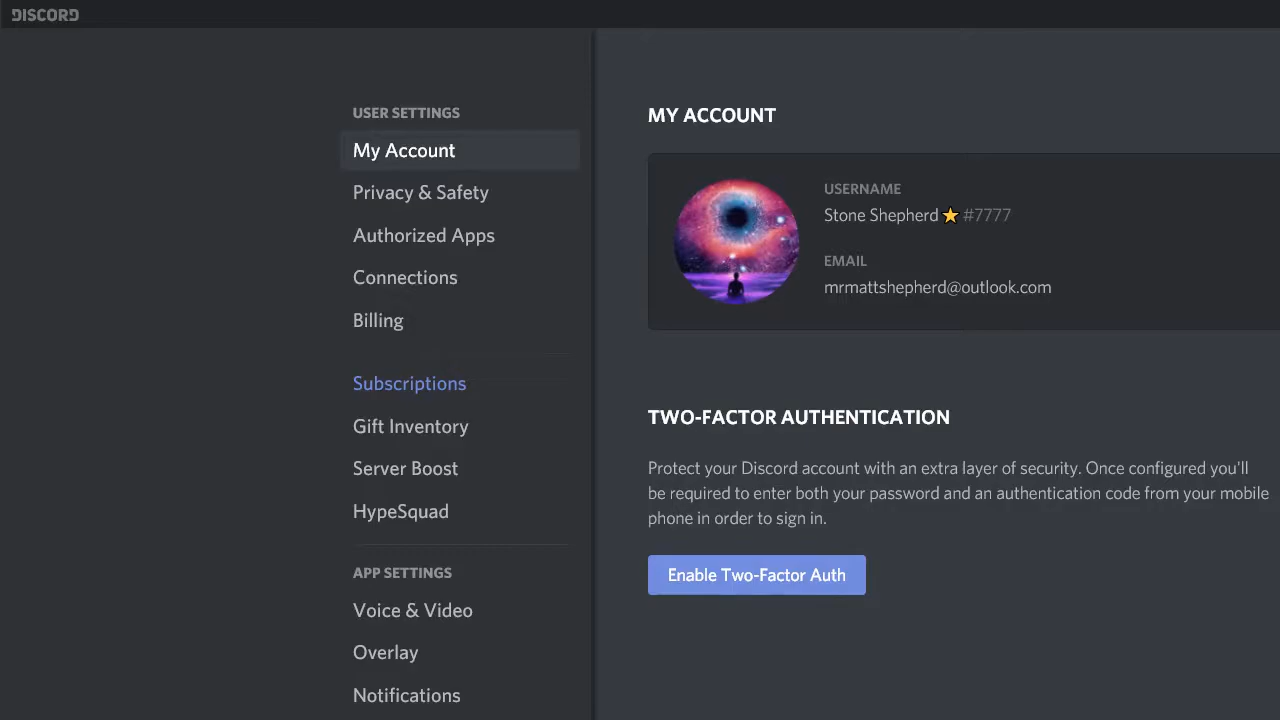 DISCORD
USER SETTINGS
My Account
Privacy & Safety
Authorized Apps
Connections
Billing
Subscriptions
Gift Inventory
Server Boost
HypeSquad
APP SETTINGS
Voice & Video
Overlay
Notifications
MY ACCOUNT
USERNAME
Stone Shepherd ⭐ #7777
EMAIL
mrmattshepherd@outlook.com
TWO-FACTOR AUTHENTICATION
Protect your Discord account with an extra layer of security. Once configured you'll
be required to enter both your password and an authentication code from your mobile
phone in order to sign in.
Enable Two-Factor Auth